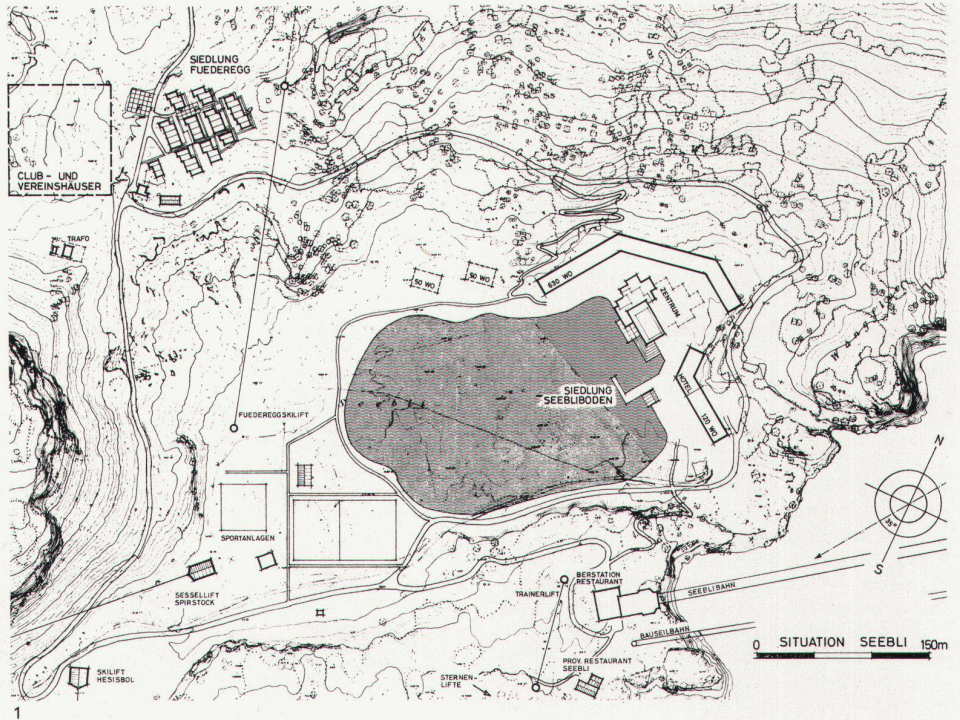 SIEDLUNG
FUEDEREGG
CLUB- UND
VEREINSHÄUSER
TRAFO
50 WO
50 WO
630 WO
ZENTRUM
SIEDLUNG
SEEBLIBODEN
HOTEL
120 WO
Wang
FUEDEREGGSKILIFT
SPORTANLAGEN
N
35°
S
SESSELLIFT
SPIRSTOCK
BERSTATION
RESTAURANT
TRAINERLIFT
SEEBLIBAHN
BAUSEILBAHN
0 SITUATION SEEBLI 150m
SKILIFT
HESISBOL
STERNEN-
LIFTE
PROV. RESTAURANT
SEEBLI
1